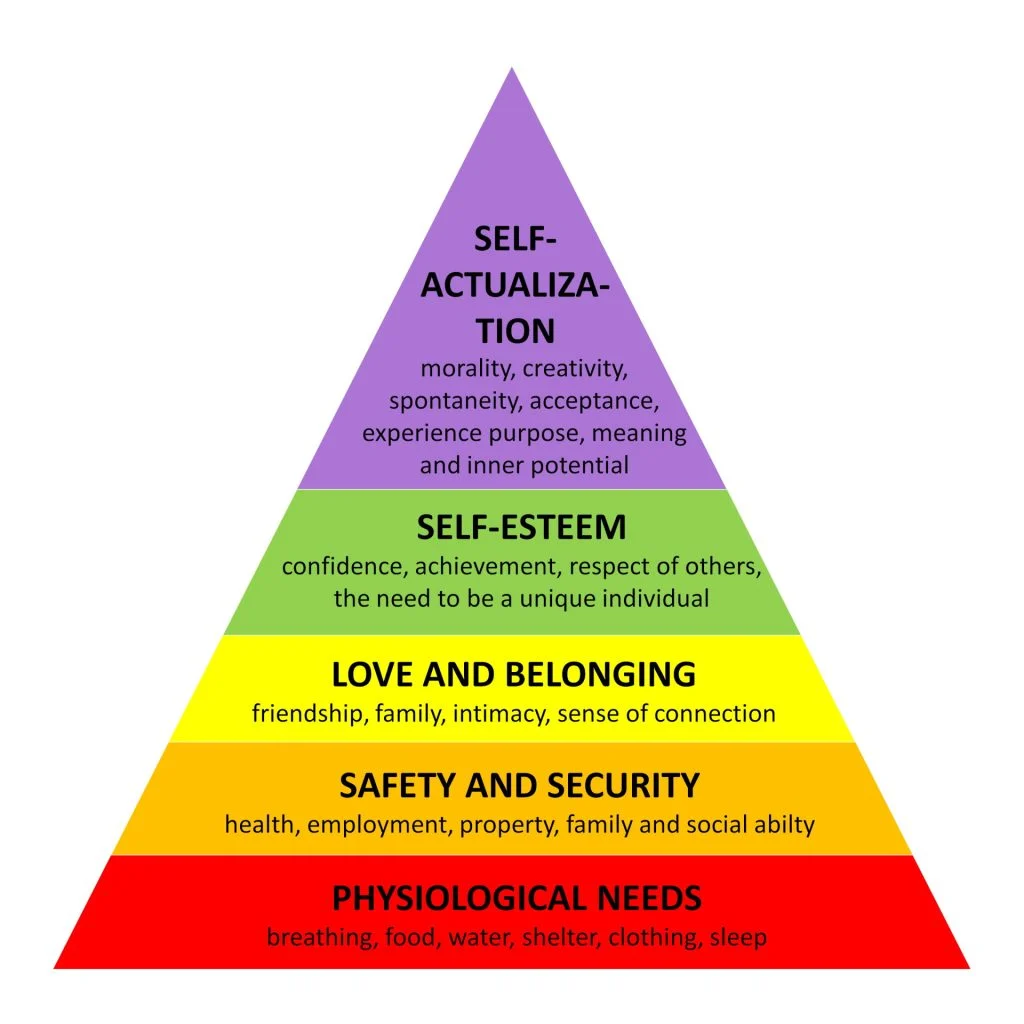 SELF-
ACTUALIZA-
TION
morality, creativity,
spontaneity, acceptance,
experience purpose, meaning
and inner potential
SELF-ESTEEM
confidence, achievement, respect of others,
the need to be a unique individual
LOVE AND BELONGING
friendship, family, intimacy, sense of connection
SAFETY AND SECURITY
health, employment, property, family and social abilty
PHYSIOLOGICAL NEEDS
breathing, food, water, shelter, clothing, sleep